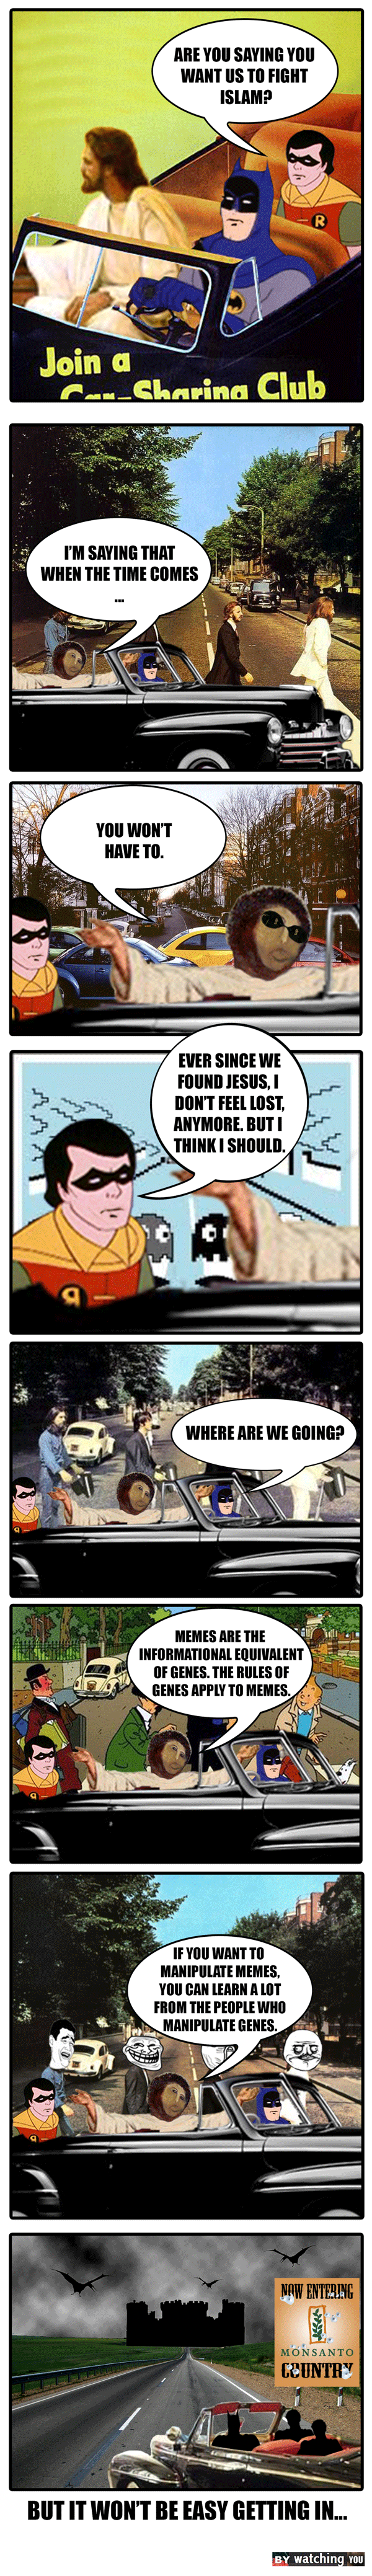 ARE YOU SAYING YOU
WANT US TO FIGHT
ISLAM?
R
Join a
Car-Sharing Club
I'M SAYING THAT
WHEN THE TIME COMES
...
YOU WON'T
HAVE TO.
EVER SINCE WE
FOUND JESUS, I
DON'T FEEL LOST,
ANYMORE. BUT I
THINK I SHOULD.
WHERE ARE WE GOING?
MEMES ARE THE
INFORMATIONAL EQUIVALENT
OF GENES. THE RULES OF
GENES APPLY TO MEMES.
IF YOU WANT TO
MANIPULATE MEMES,
YOU CAN LEARN A LOT
FROM THE PEOPLE WHO
MANIPULATE GENES.
NOW ENTERING
MONSANTO
COUNTRY
BUT IT WON'T BE EASY GETTING IN...
BY watching YOU